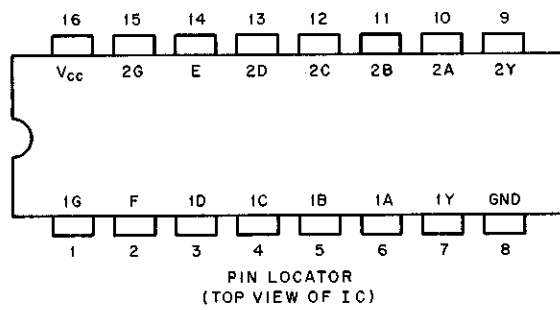 16 15 14 13 12 11 10 9
Vcc 2G E 2D 2C 2B 2A 2Y
1G F 1D 1C 1B 1A 1Y GND
1 2 3 4 5 6 7 8
PIN LOCATOR
(TOP VIEW OF IC)